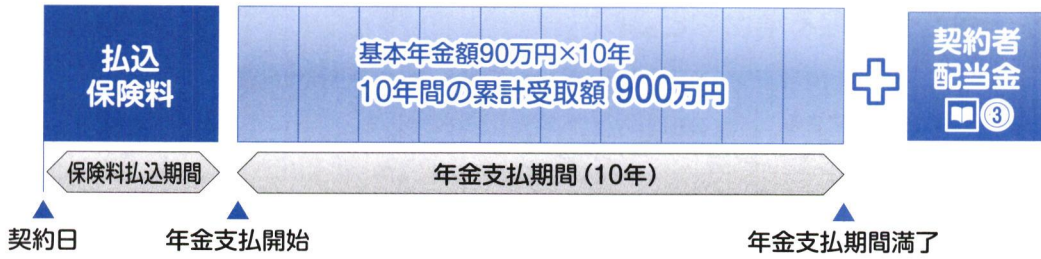 払込
保険料
基本年金額90万円×10年
10年間の累計受取額 900万円
契約者
配当金
③
保険料払込期間
年金支払期間(10年)
契約日
年金支払開始
年金支払期間満了